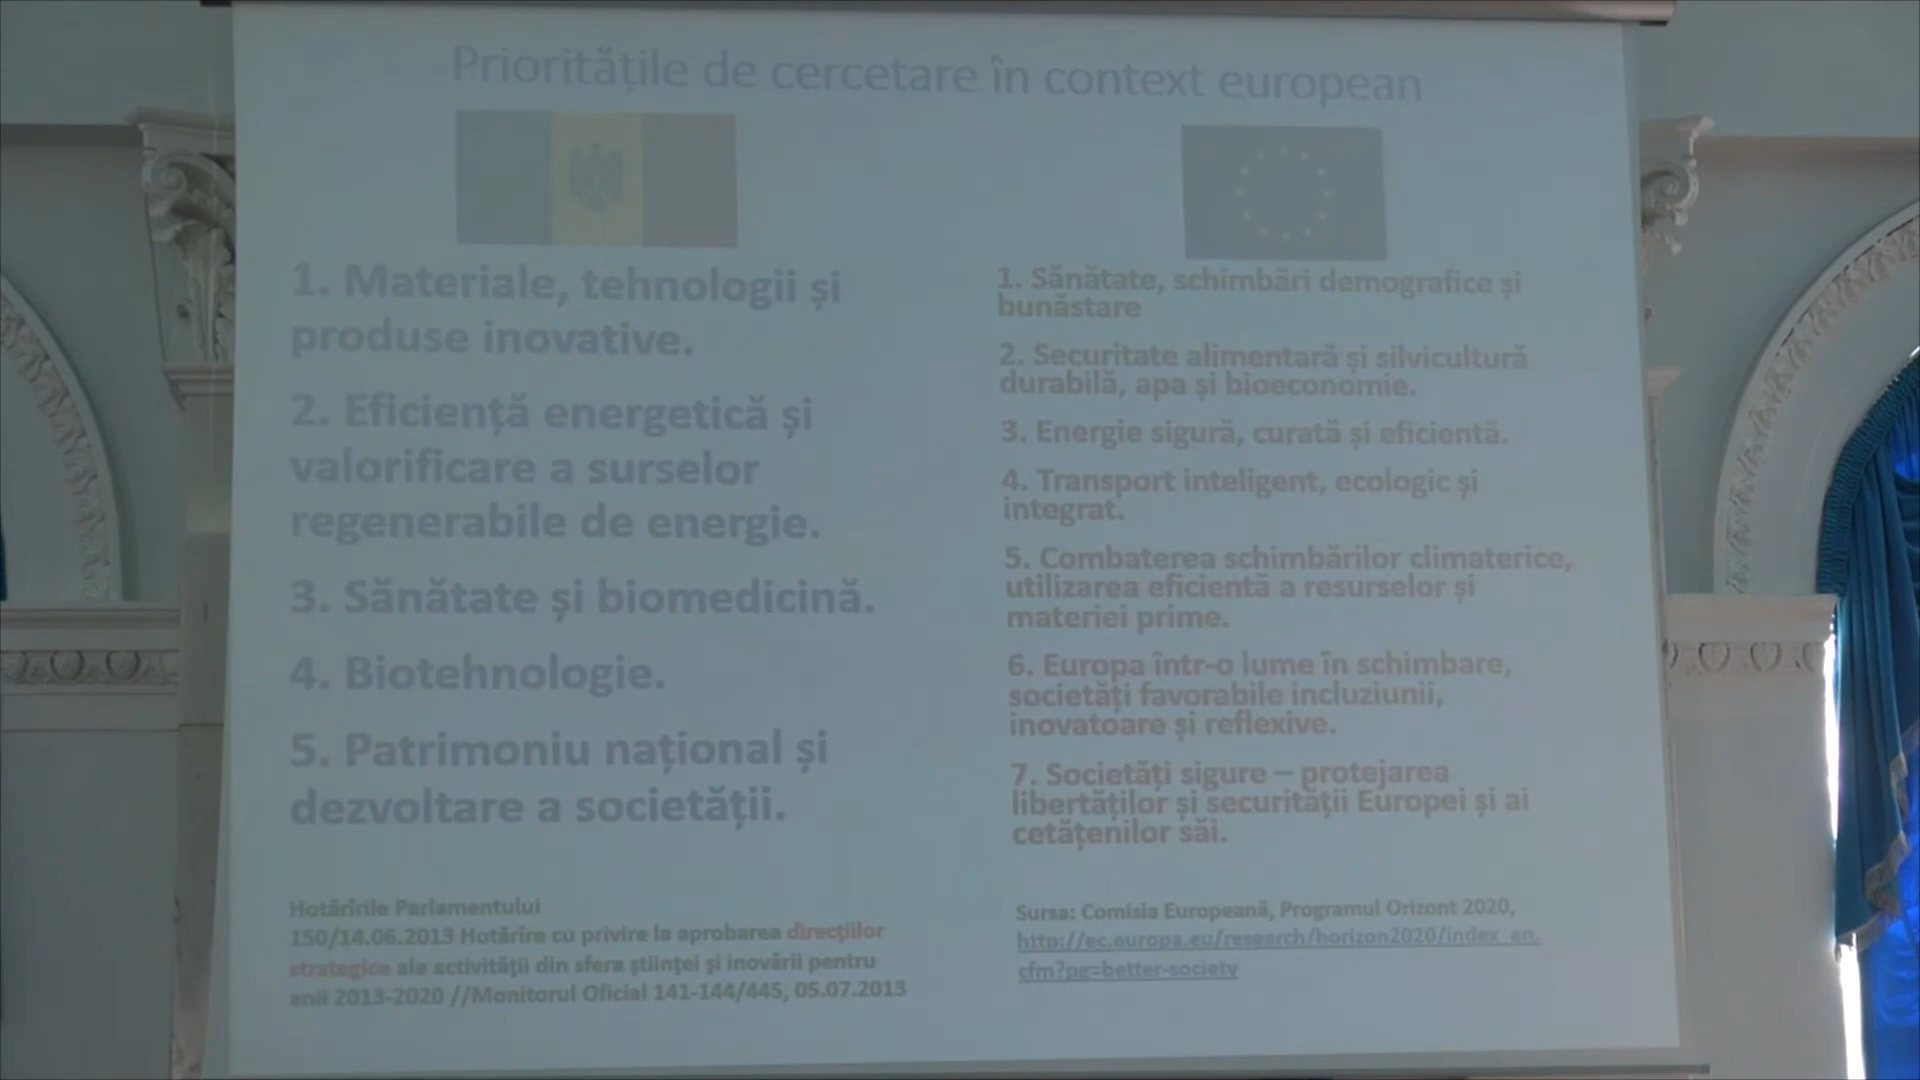 Prioritățile de cercetare în context european
1. Materiale, tehnologii și
produse inovative.
2. Eficiență energetică și
valorificare a surselor
regenerabile de energie.
3. Sănătate și biomedicină.
4. Biotehnologie.
5. Patrimoniu național și
dezvoltare a societății.
Hotărîrile Parlamentului
150/14.06.2013 Hotărîre cu privire la aprobarea direcţiilor
strategice ale activităţii din sfera ştiinţei şi inovării pentru
anii 2013-2020 //Monitorul Oficial 141-144/445, 05.07.2013
1. Sănătate, schimbări demografice și
bunăstare
2. Securitate alimentară și silvicultură
durabilă, apa și bioeconomie.
3. Energie sigură, curată și eficientă.
4. Transport inteligent, ecologic și
integrat.
5. Combaterea schimbărilor climaterice,
utilizarea eficientă a resurselor și
materiei prime.
6. Europa într-o lume în schimbare,
societăți favorabile incluziunii,
inovatoare și reflexive.
7. Societăți sigure – protejarea
libertăților și securității Europei și ai
cetățenilor săi.
Sursa: Comisia Europeană, Programul Orizont 2020,
http://ec.europa.eu/research/horizon2020/index_en.
cfm?pg=better-society